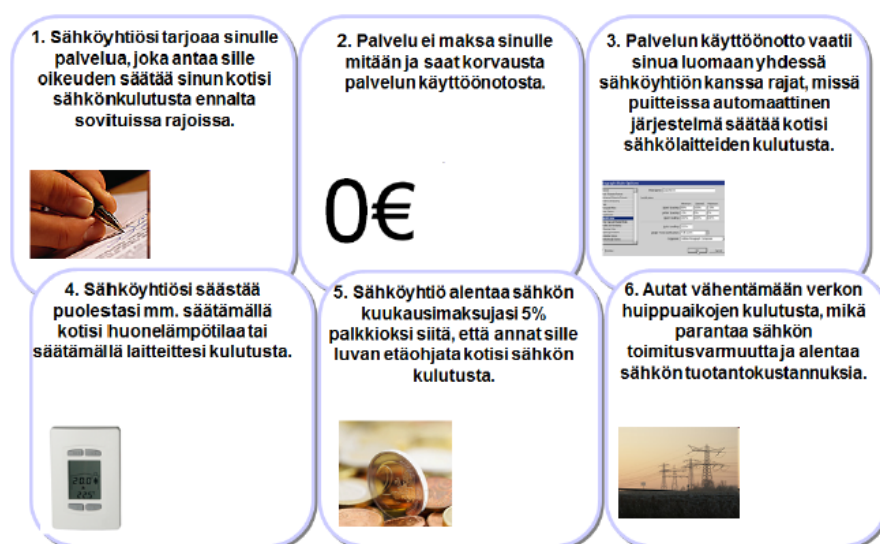 1. Sähköyhtiösi tarjoaa sinulle
palvelua, joka antaa sille
oikeuden säätää sinun kotisi
sähkönkulutusta ennalta
sovituissa rajoissa.
2. Palvelu ei maksa sinulle
mitään ja saat korvausta
palvelun käyttöönotosta.
0€
3. Palvelun käyttöönotto vaatii
sinua luomaan yhdessä
sähköyhtiön kanssa rajat, missä
puitteissa automaattinen
järjestelmä säätää kotisi
sähkölaitteiden kulutusta.
4. Sähköyhtiösi säästää
puolestasi mm. säätämällä
kotisi huonelämpötilaa tai
säätämällä laitteittesi kulutusta.
5. Sähköyhtiö alentaa sähkön
kuukausimaksujasi 5%
palkkioksi siitä, että annat sille
luvan etäohjata kotisi sähkön
kulutusta.
6. Autat vähentämään verkon
huippuaikojen kulutusta, mikä
parantaa sähkön
toimitusvarmuutta ja alentaa
sähkön tuotantokustannuksia.